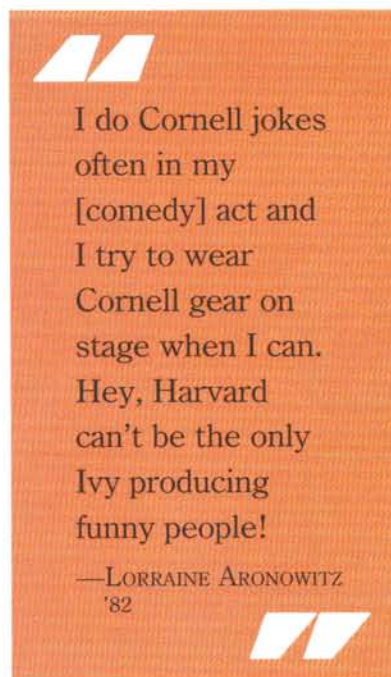 I do Cornell jokes
often in my
[comedy] act and
I try to wear
Cornell gear on
stage when I can.
Hey, Harvard
can't be the only
Ivy producing
funny people!
—LORRAINE ARONOWITZ
'82